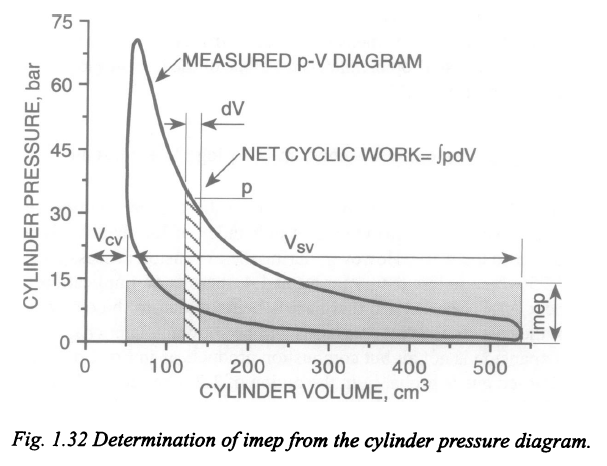 75
60
45
30
15
0
CYLINDER PRESSURE, bar
MEASURED p-V DIAGRAM
dV
NET CYCLIC WORK= ∫pdV
p
Vcv
Vsv
imep
0
100
200
300
400
500
CYLINDER VOLUME, cm³
Fig. 1.32 Determination of imep from the cylinder pressure diagram.